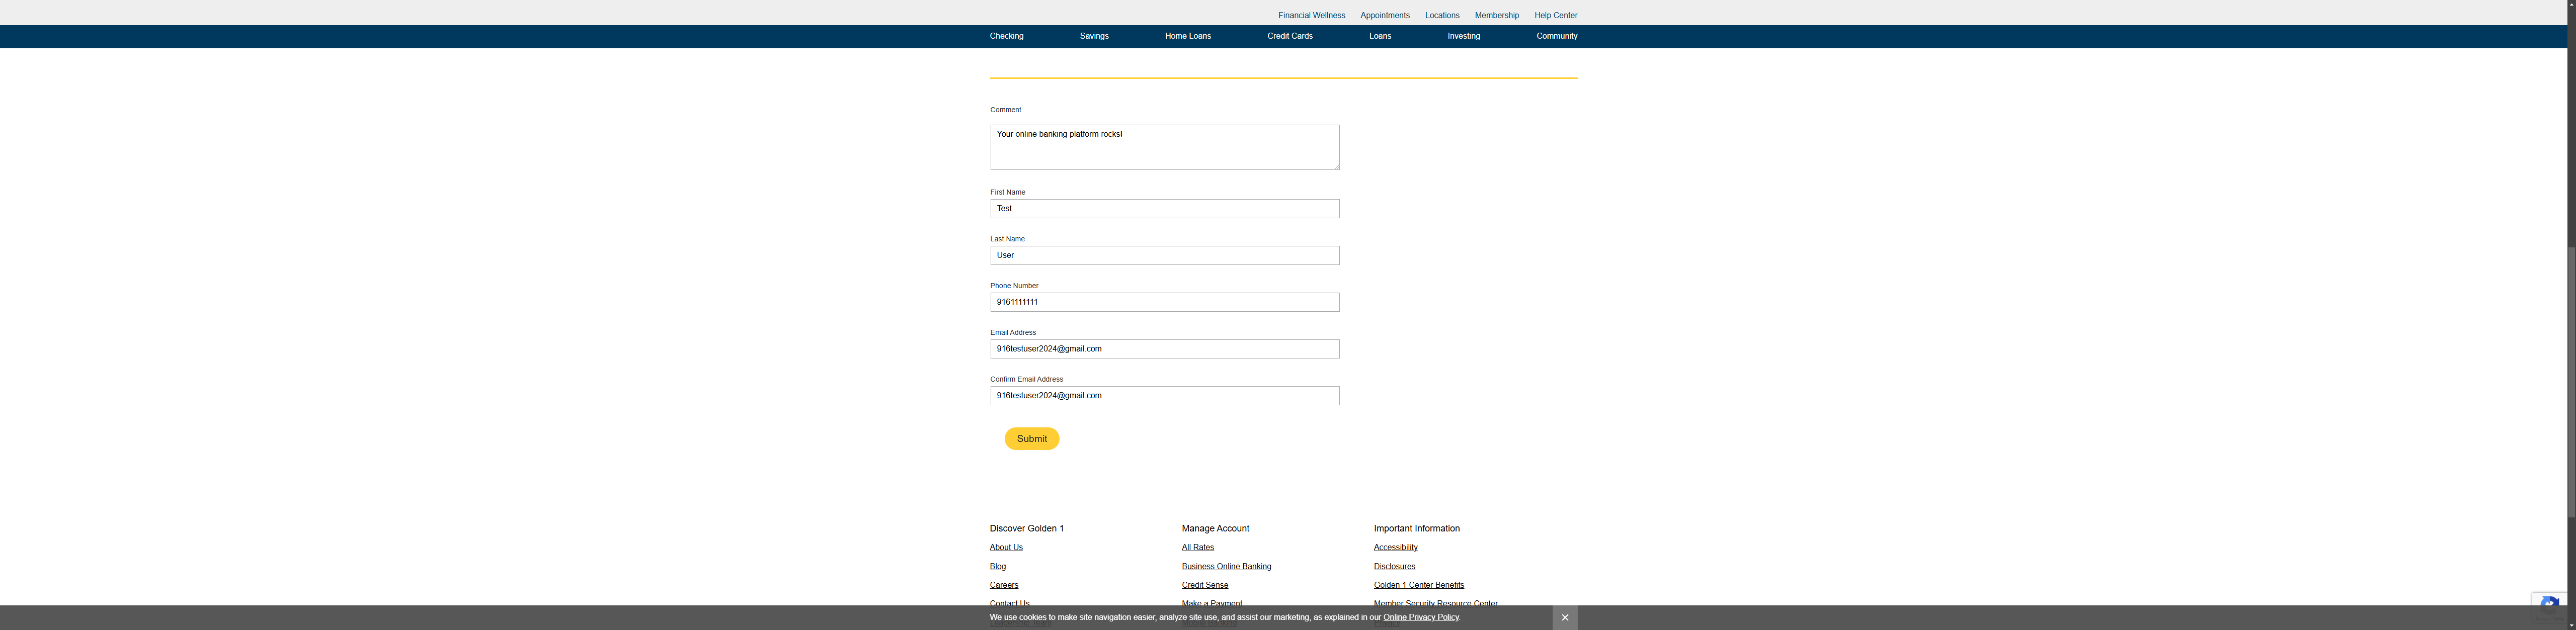 Financial Wellness Appointments Locations Membership Help Center
Checking Savings Home Loans Credit Cards Loans Investing Community
Comment
Your online banking platform rocks!
First Name
Test
Last Name
User
Phone Number
9161111111
Email Address
916testuser2024@gmail.com
Confirm Email Address
916testuser2024@gmail.com
Submit
Discover Golden 1 Manage Account Important Information
About Us All Rates Accessibility
Blog Business Online Banking Disclosures
Careers Credit Sense Golden 1 Center Benefits
Contact Us Make a Payment Member Security Resource Center
We use cookies to make site navigation easier, analyze site use, and assist our marketing, as explained in our Online Privacy Policy.